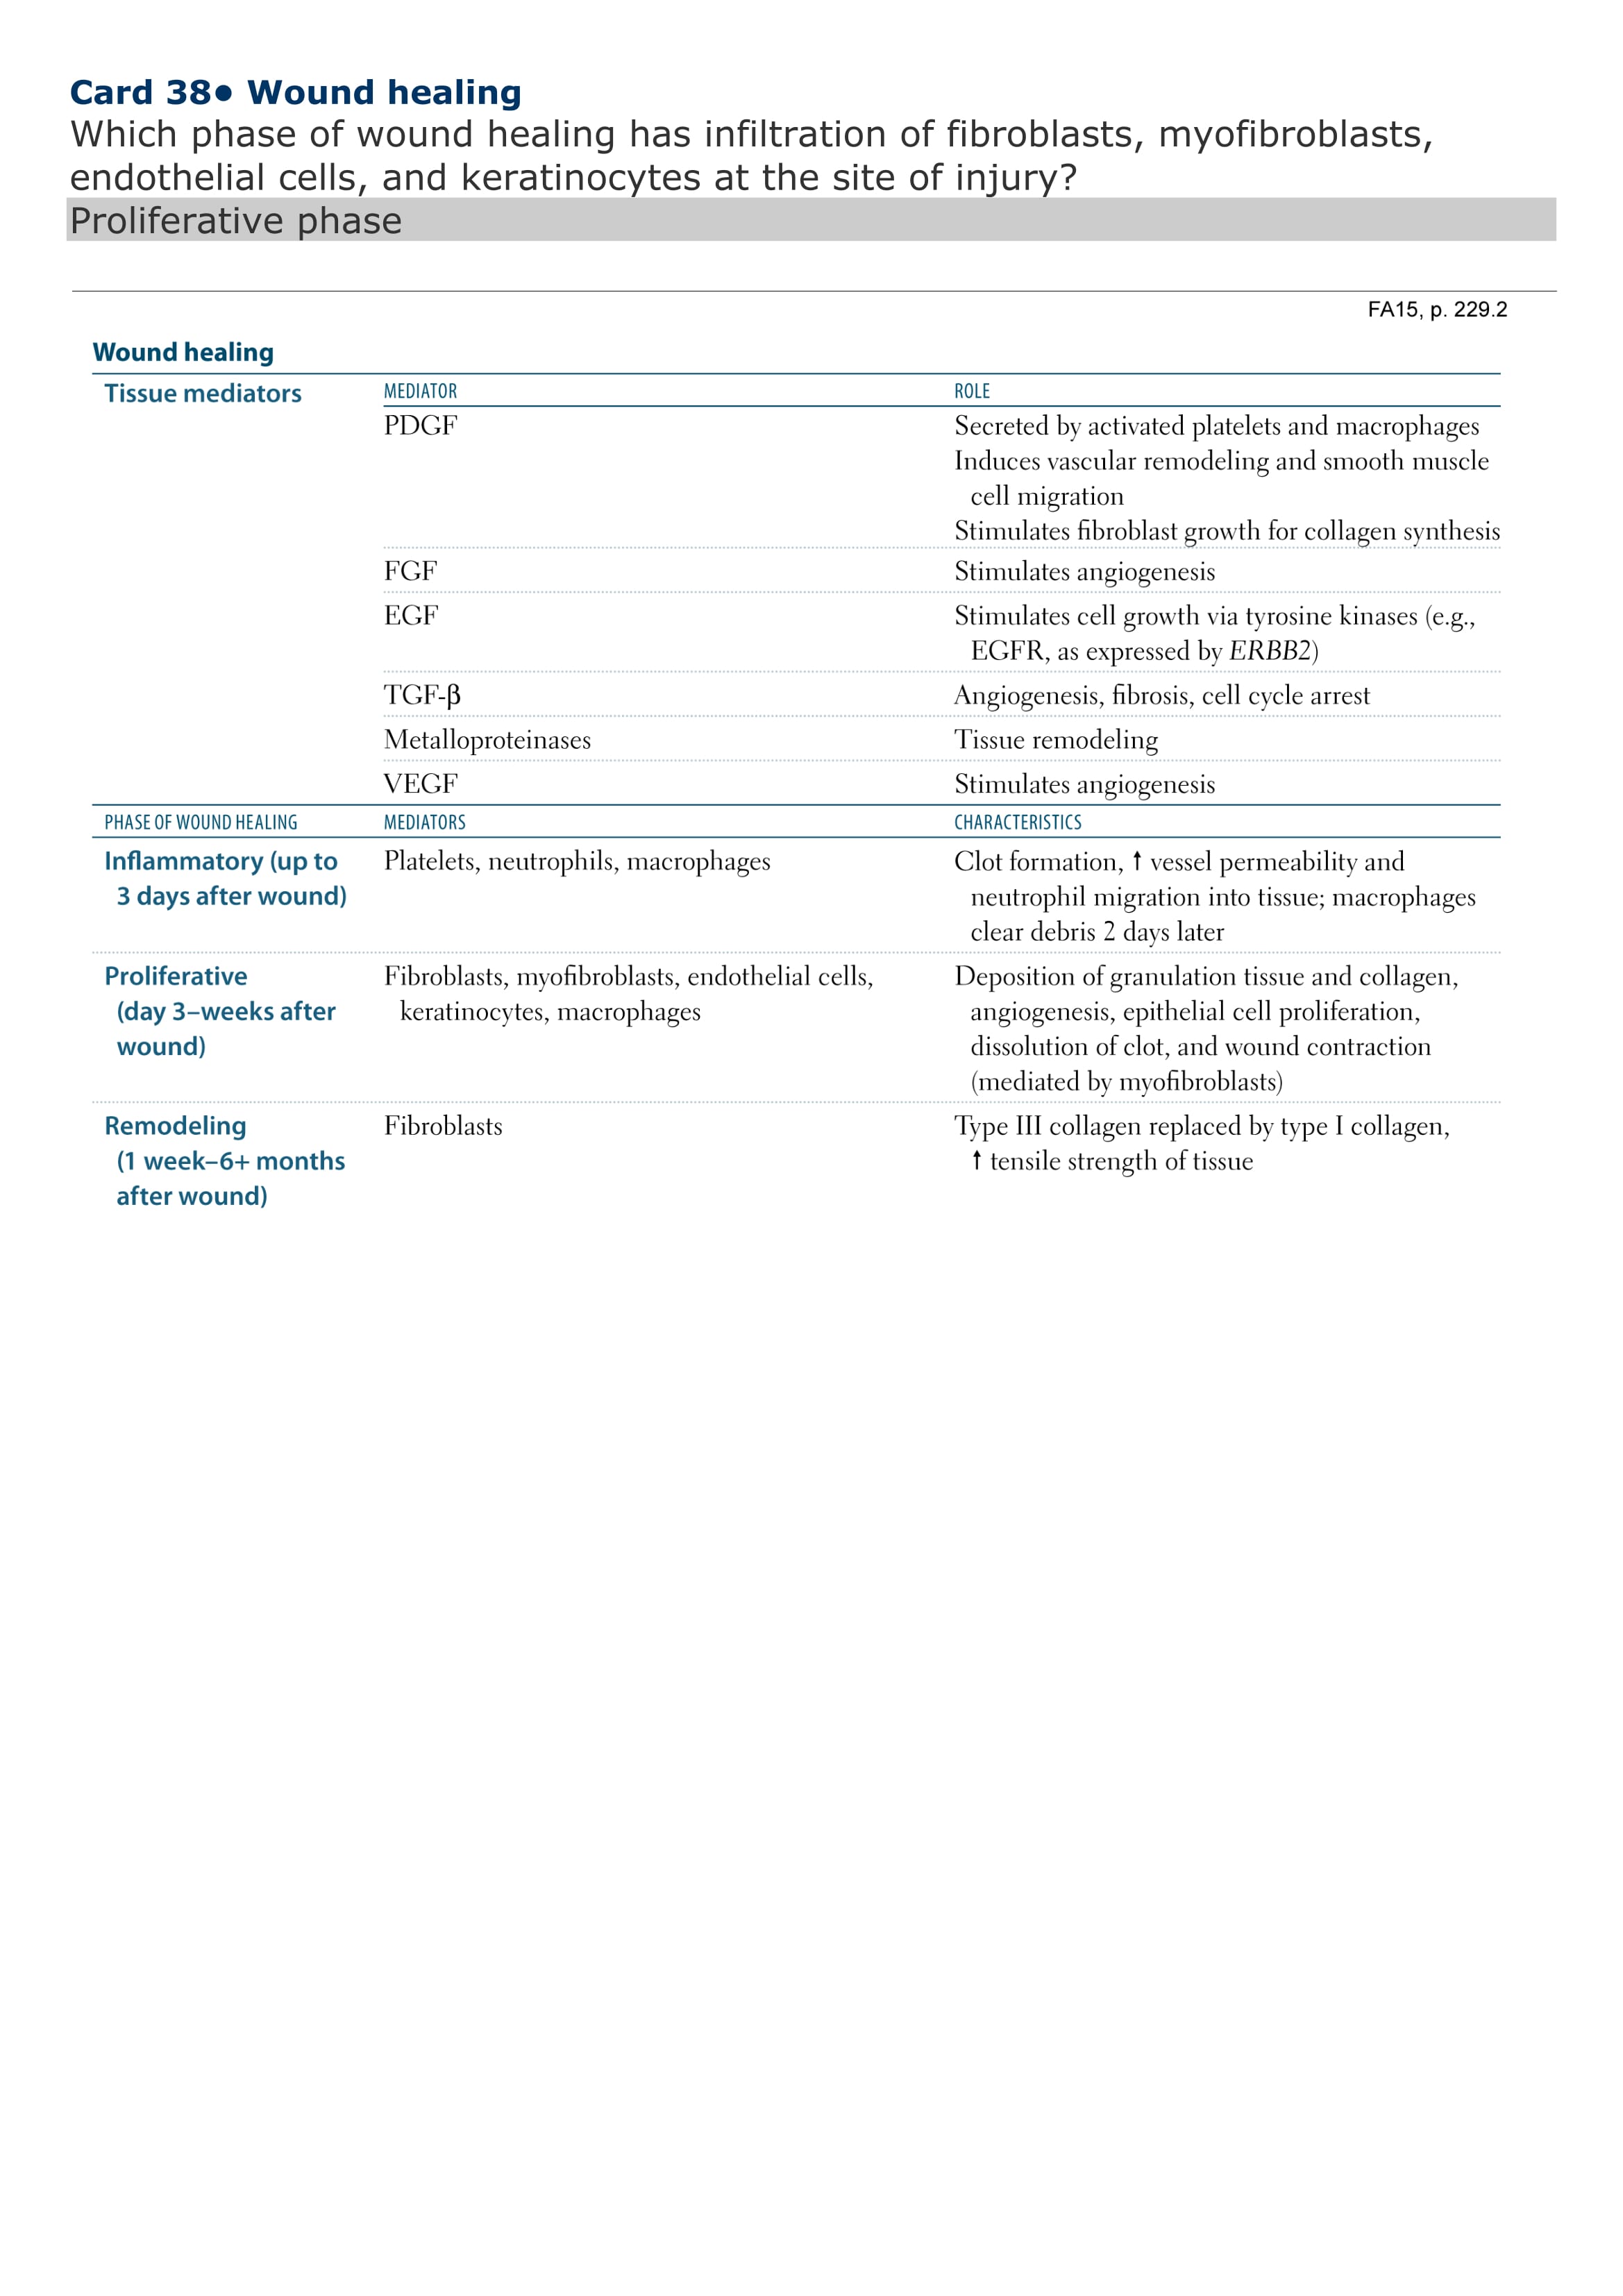 Card 38● Wound healing
Which phase of wound healing has infiltration of fibroblasts, myofibroblasts,
endothelial cells, and keratinocytes at the site of injury?
Proliferative phase
FA15, p. 229.2
Wound healing
Tissue mediators MEDIATOR ROLE
PDGF Secreted by activated platelets and macrophages
Induces vascular remodeling and smooth muscle
cell migration
Stimulates fibroblast growth for collagen synthesis
FGF Stimulates angiogenesis
EGF Stimulates cell growth via tyrosine kinases (e.g.,
EGFR, as expressed by ERBB2)
TGF-β Angiogenesis, fibrosis, cell cycle arrest
Metalloproteinases Tissue remodeling
VEGF Stimulates angiogenesis
PHASE OF WOUND HEALING MEDIATORS CHARACTERISTICS
Inflammatory (up to Platelets, neutrophils, macrophages Clot formation, ↑ vessel permeability and
3 days after wound) neutrophil migration into tissue; macrophages
clear debris 2 days later
Proliferative Fibroblasts, myofibroblasts, endothelial cells, Deposition of granulation tissue and collagen,
(day 3–weeks after keratinocytes, macrophages angiogenesis, epithelial cell proliferation,
wound) dissolution of clot, and wound contraction
(mediated by myofibroblasts)
Remodeling Fibroblasts Type III collagen replaced by type I collagen,
(1 week–6+ months ↑ tensile strength of tissue
after wound)